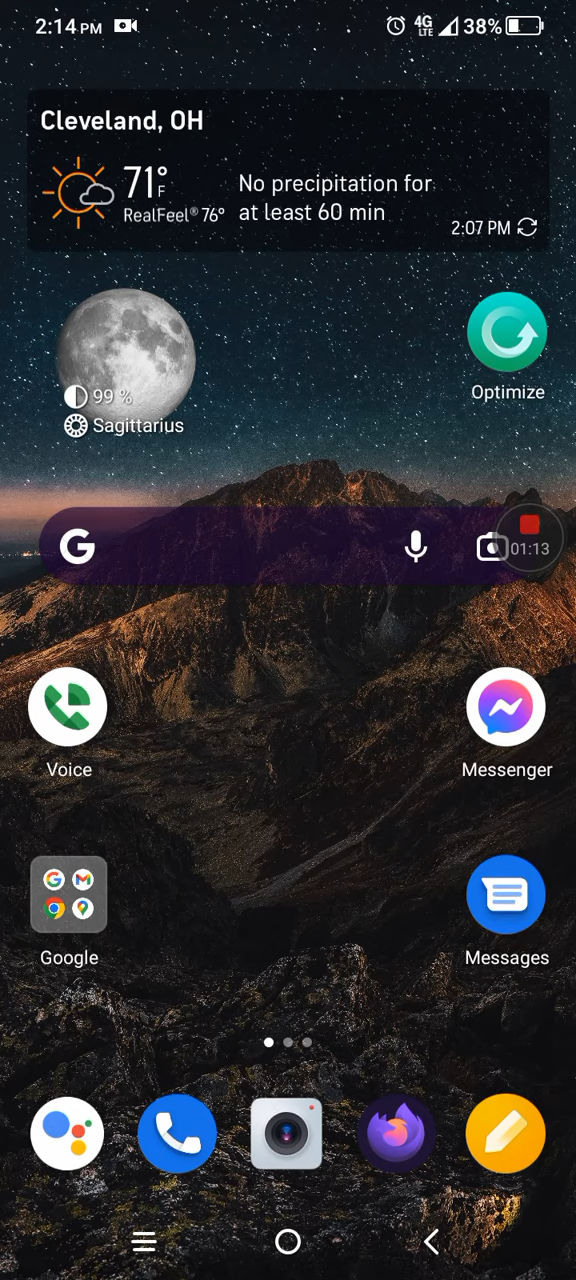 2:14 PM 4G LTE 38%
Cleveland, OH
71° F
RealFeel® 76°
No precipitation for
at least 60 min
2:07 PM
99 %
Sagittarius
Optimize
G
01:13
Voice
Messenger
Google
Messages